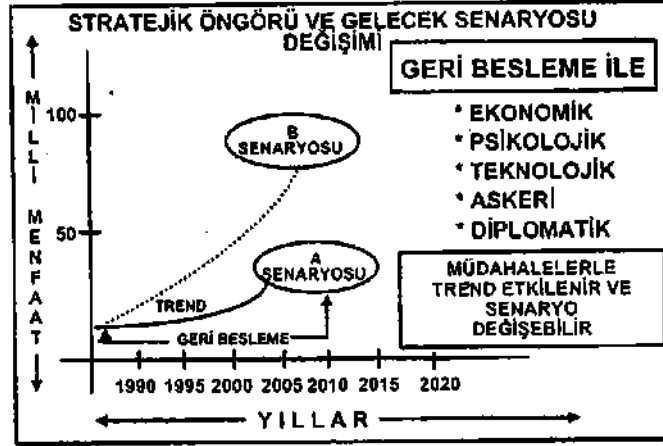 STRATEJİK ÖNGÖRÜ VE GELECEK SENARYOSU
DEĞİŞİMİ
MİLLİ MENFAAT
100
50
B
SENARYOSU
A
SENARYOSU
TREND
GERİ BESLEME
1990 1995 2000 2005 2010 2015 2020
YILLAR
GERİ BESLEME İLE
* EKONOMİK
* PSİKOLOJİK
* TEKNOLOJİK
* ASKERİ
* DİPLOMATİK
MÜDAHALELERLE
TREND ETKİLENİR VE
SENARYO
DEĞİŞEBİLİR